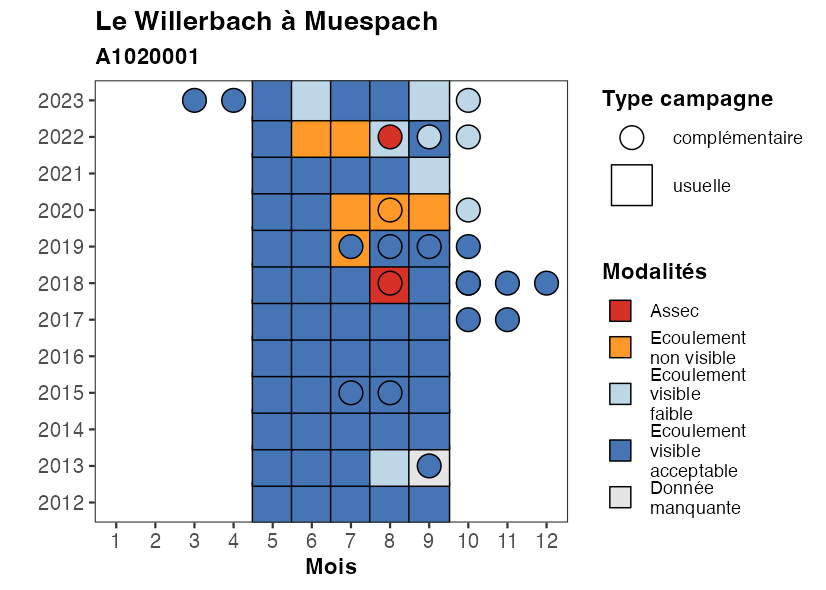 Le Willerbach à Muespach
A1020001
2023
2022
2021
2020
2019
2018
2017
2016
2015
2014
2013
2012
1 2 3 4 5 6 7 8 9 10 11 12
Mois
Type campagne
complémentaire
usuelle
Modalités
Assec
Ecoulement
non visible
Ecoulement
visible
faible
Ecoulement
visible
acceptable
Donnée
manquante